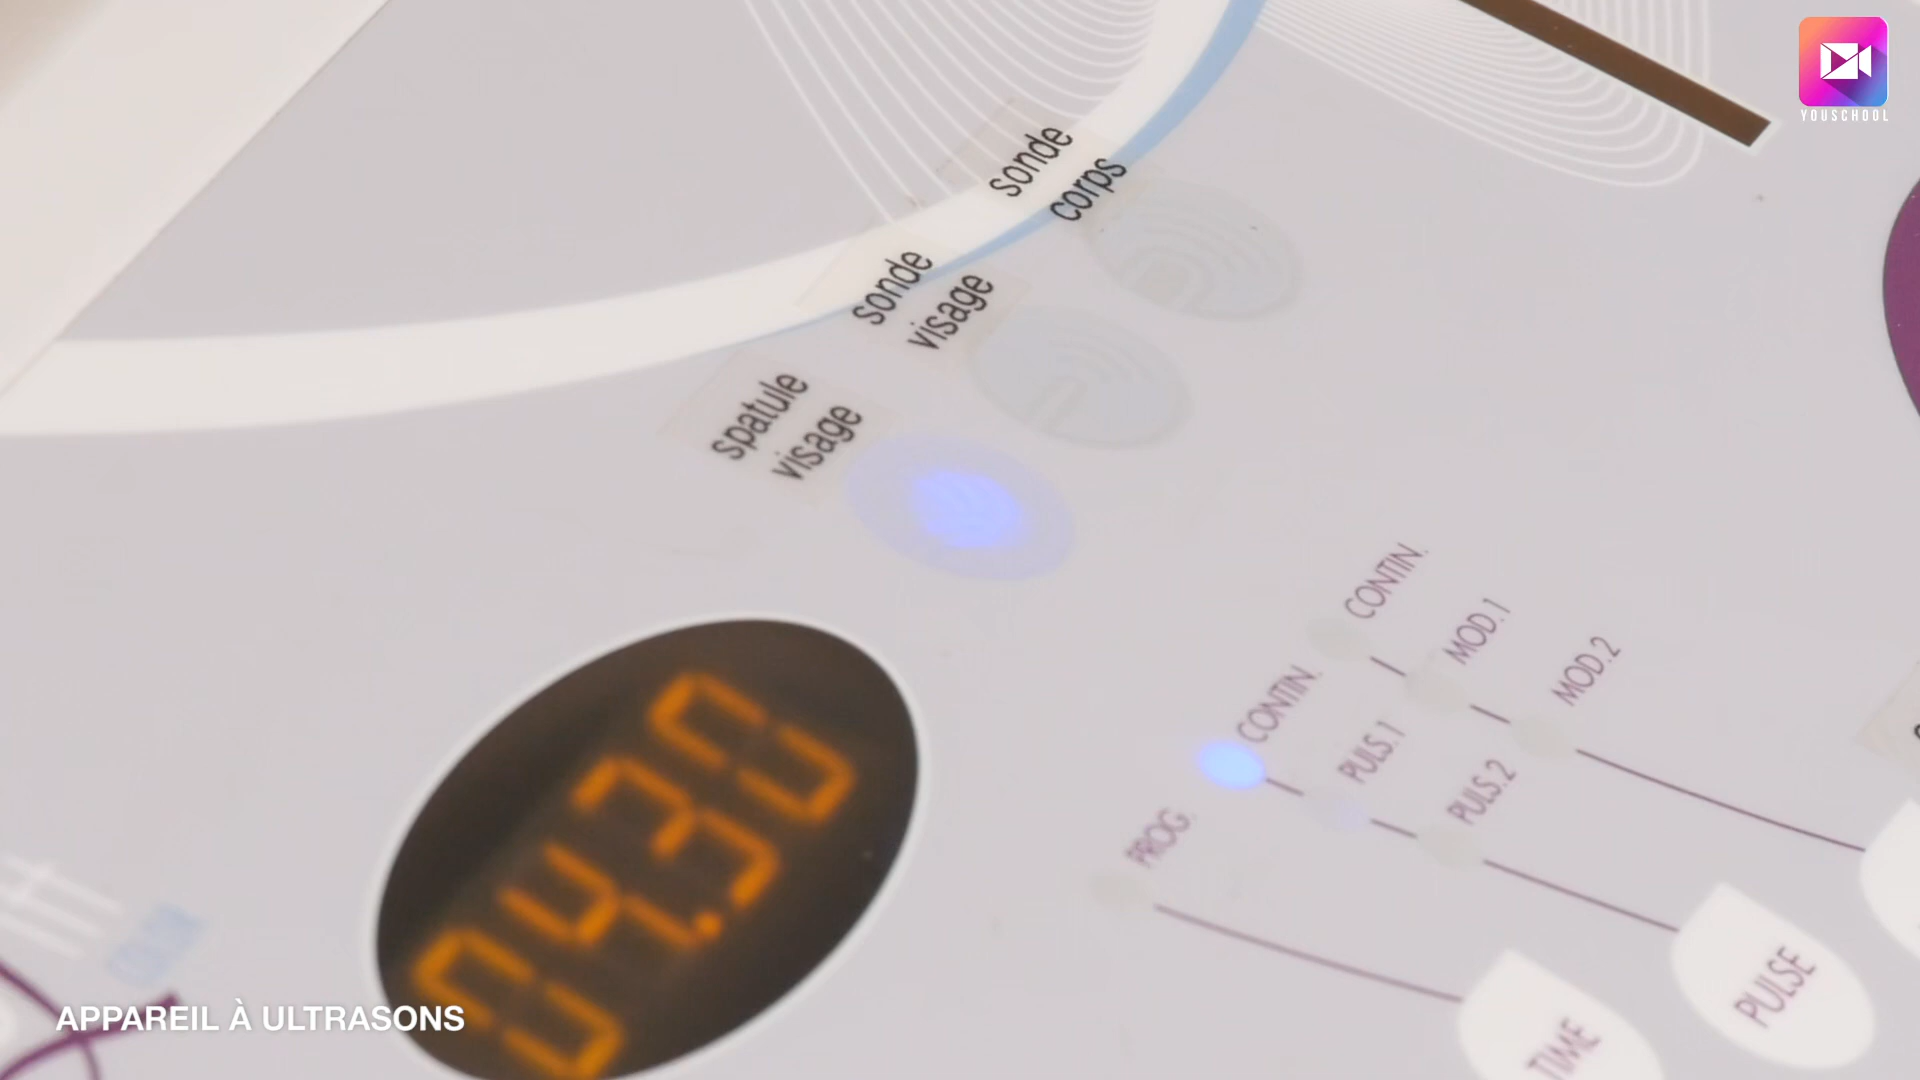 YOUSCHOOL
sonde
corps
sonde
visage
spatule
visage
CONTIN.
MOD.1
MOD.2
CONTIN.
PULS.1
PULS.2
PROG.
04.30
PULSE
TIME
APPAREIL À ULTRASONS